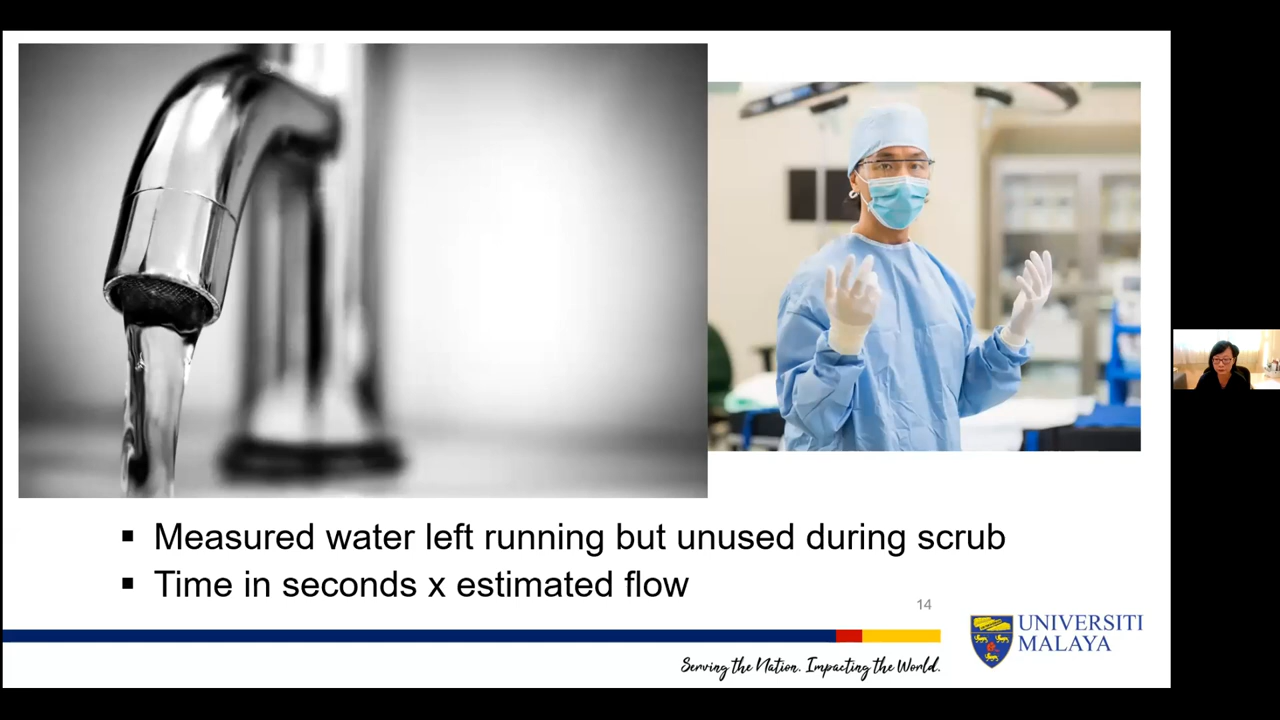 Measured water left running but unused during scrub
Time in seconds x estimated flow
14
UNIVERSITI
MALAYA
Serving the Nation. Impacting the World.